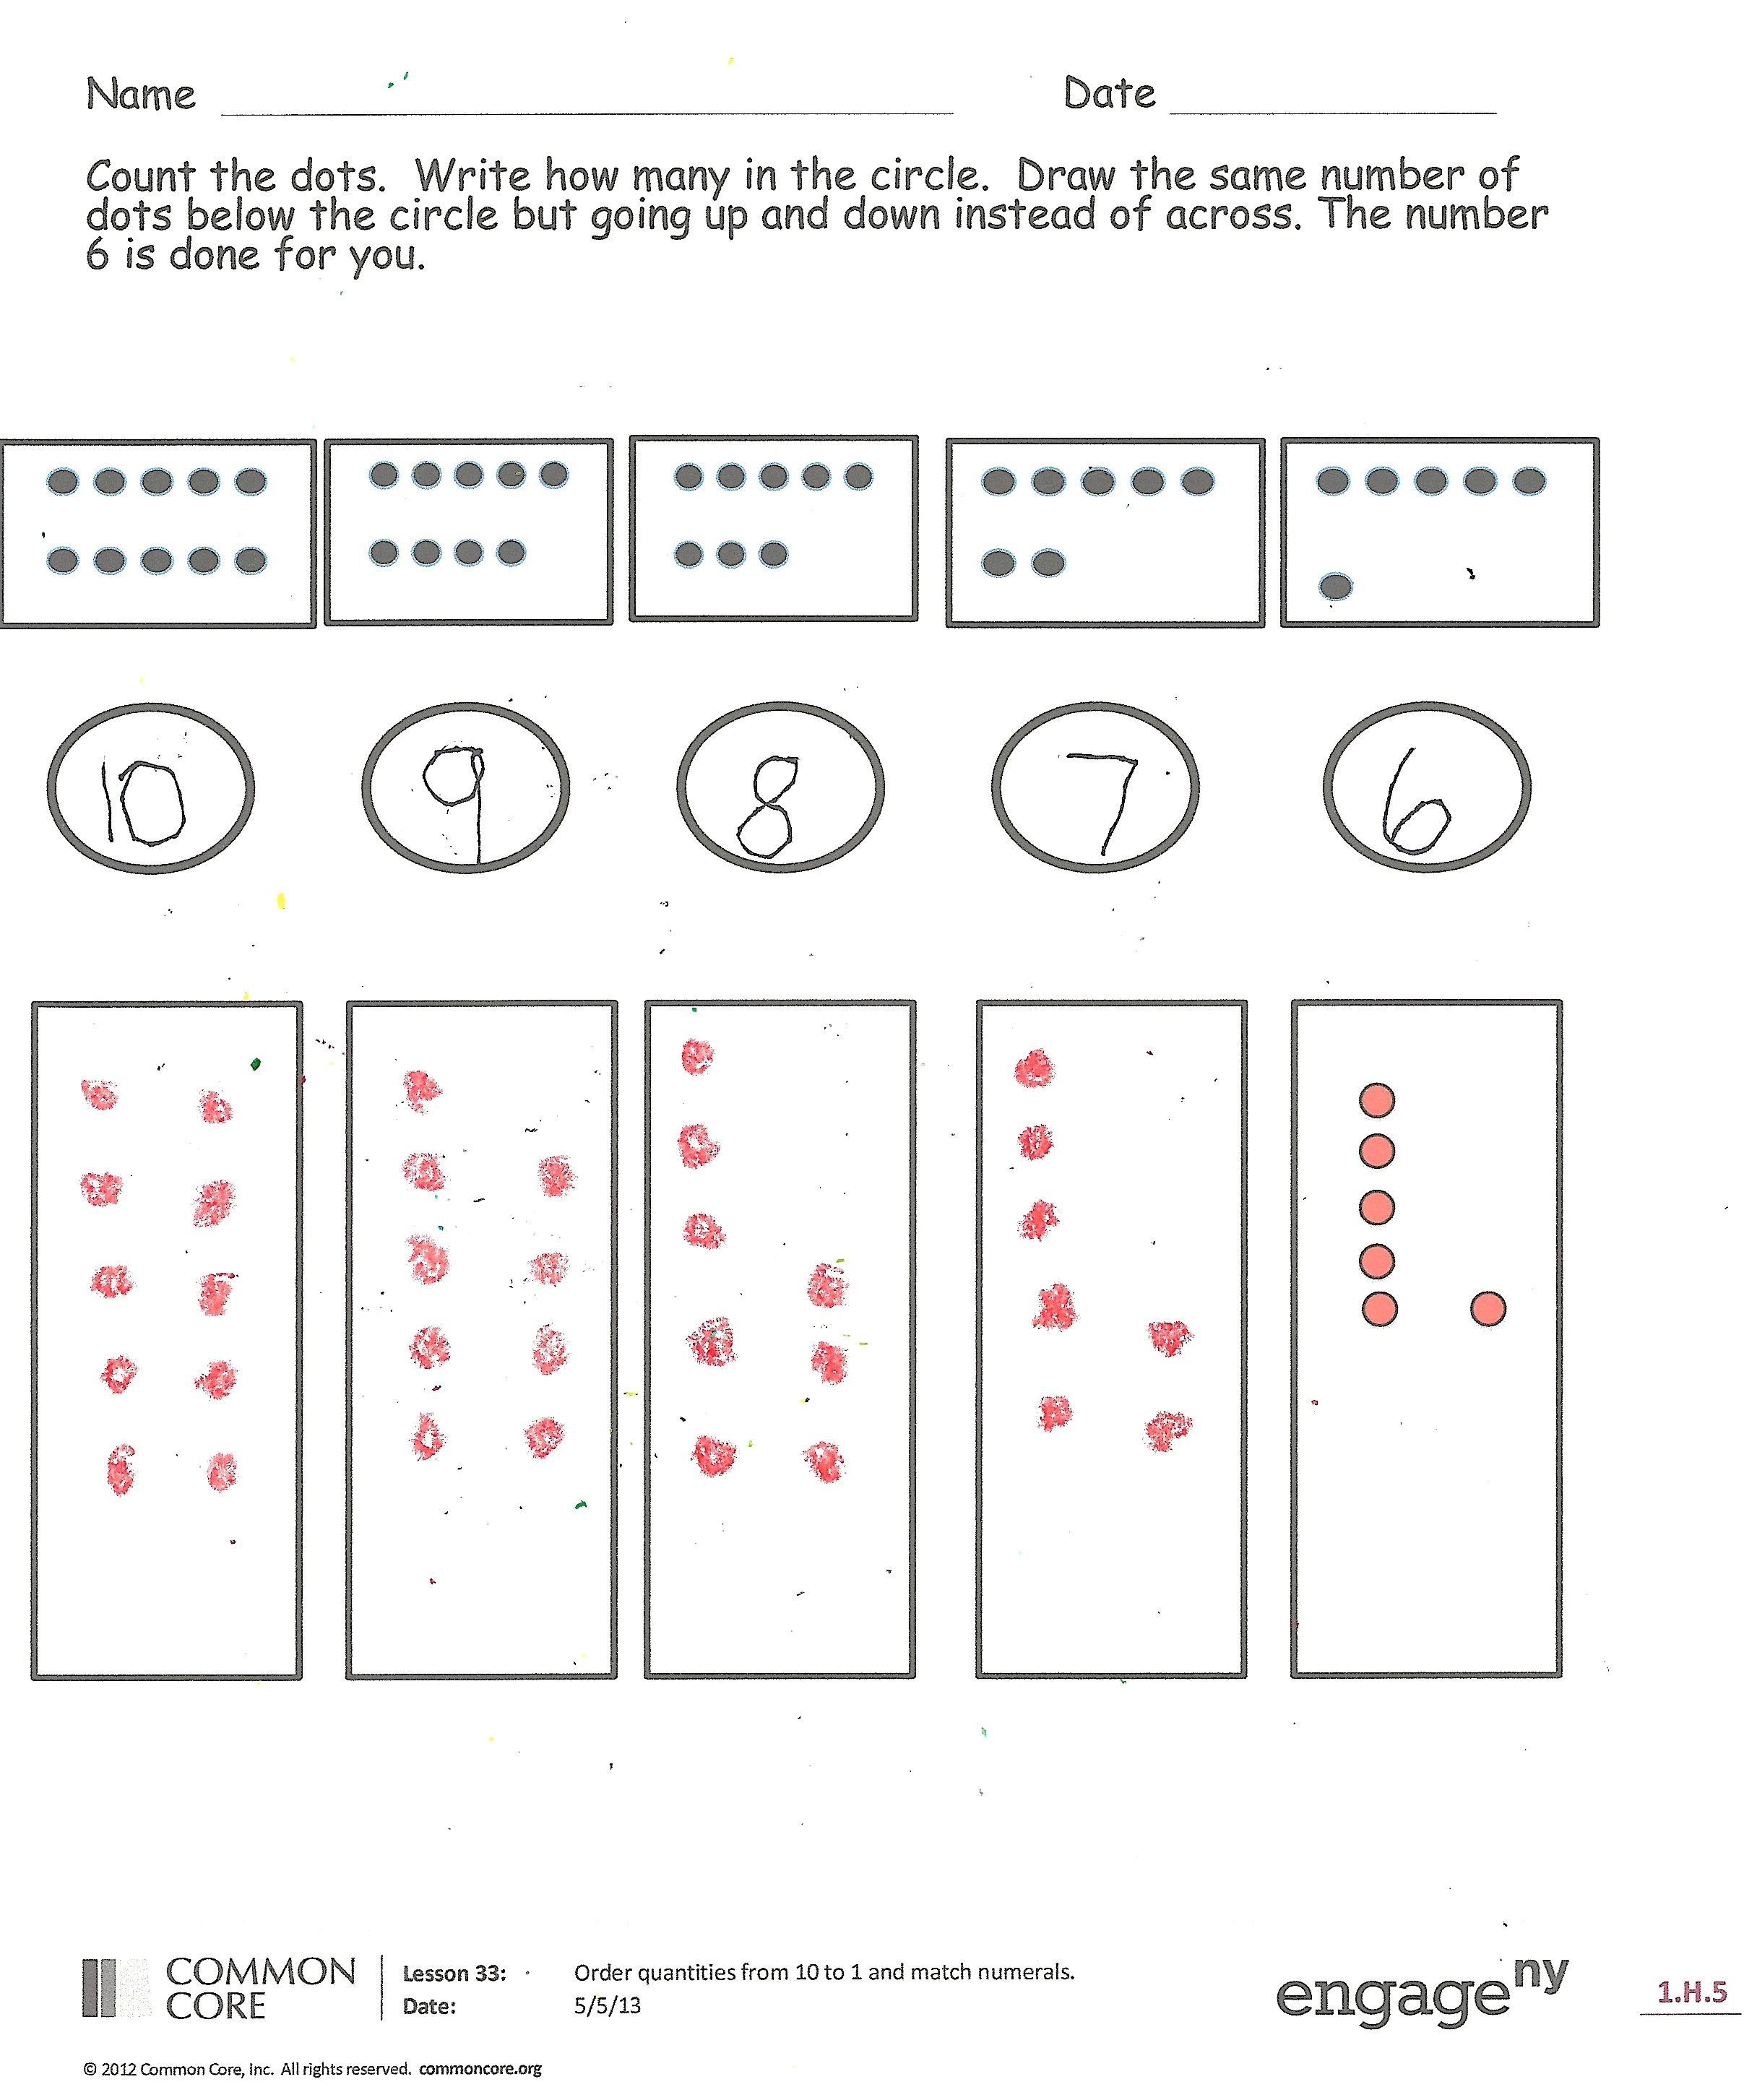 Name Date
Count the dots. Write how many in the circle. Draw the same number of
dots below the circle but going up and down instead of across. The number
6 is done for you.
10 9 8 7 6
COMMON CORE
Lesson 33: Order quantities from 10 to 1 and match numerals.
Date: 5/5/13
engageny
1.H.5
© 2012 Common Core, Inc. All rights reserved. commoncore.org